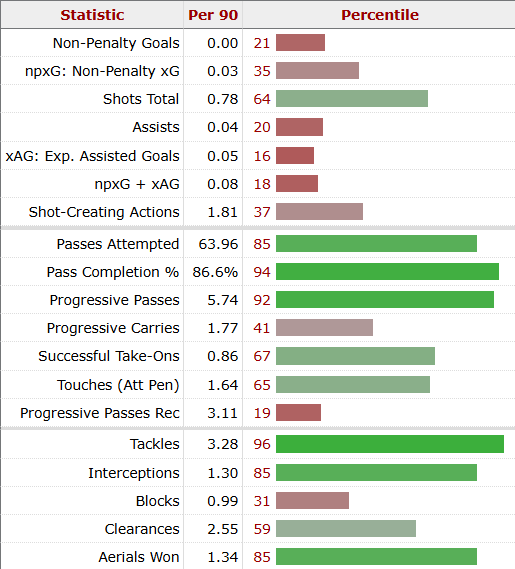 Statistic Per 90 Percentile
Non-Penalty Goals 0.00 21
npxG: Non-Penalty xG 0.03 35
Shots Total 0.78 64
Assists 0.04 20
xAG: Exp. Assisted Goals 0.05 16
npxG + xAG 0.08 18
Shot-Creating Actions 1.81 37
Passes Attempted 63.96 85
Pass Completion % 86.6% 94
Progressive Passes 5.74 92
Progressive Carries 1.77 41
Successful Take-Ons 0.86 67
Touches (Att Pen) 1.64 65
Progressive Passes Rec 3.11 19
Tackles 3.28 96
Interceptions 1.30 85
Blocks 0.99 31
Clearances 2.55 59
Aerials Won 1.34 85